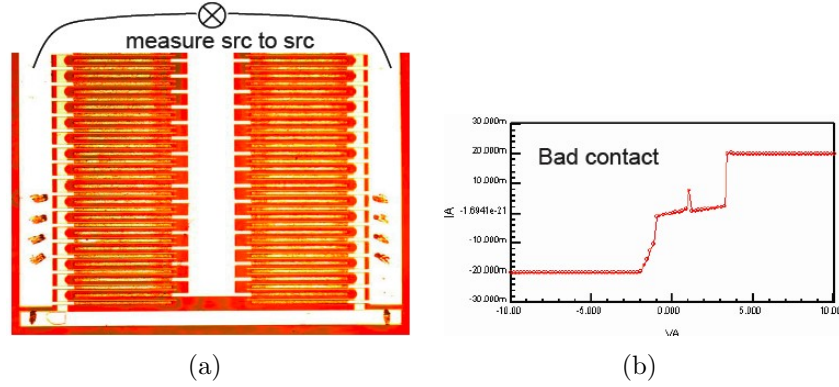 measure src to src
30.000m
20.000m
10.000m
IA
-1.6941e-21
-10.000m
-20.000m
-30.000m
Bad contact
-10.00 -5.000 0.000 5.000 10.00
VA
(a) (b)